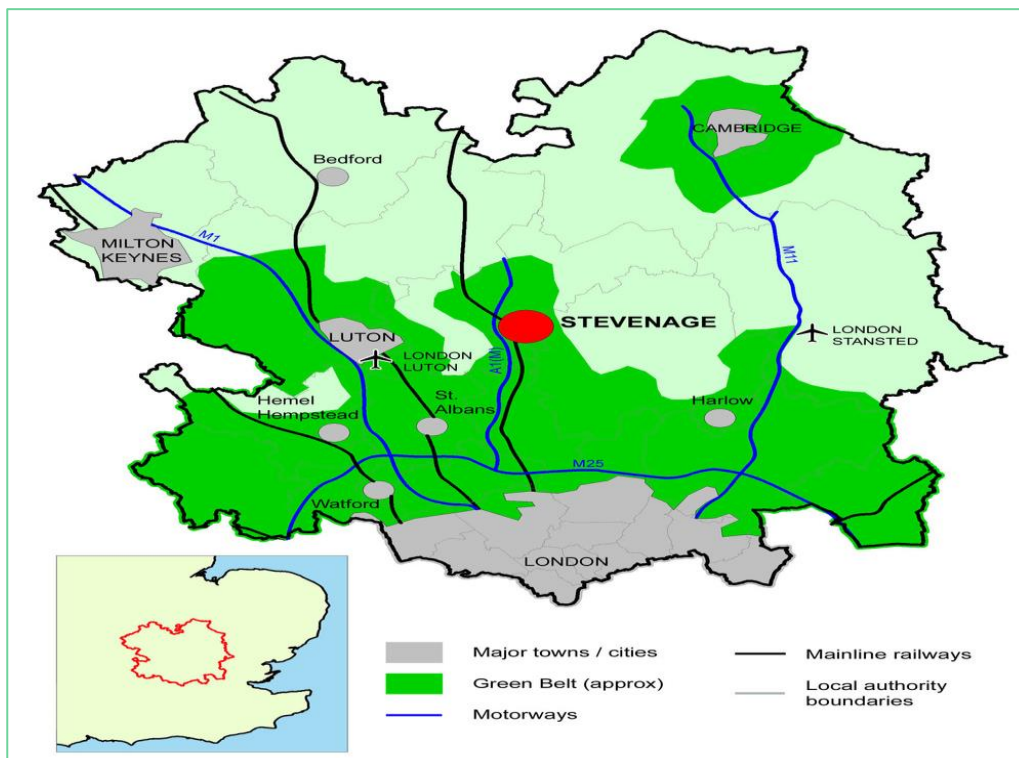 CAMBRIDGE
Bedford
M1
MILTON
KEYNES
M11
STEVENAGE
LUTON
LONDON
STANSTED
LONDON
LUTON
A1(M)
Hemel
Hempstead
St.
Albans
Harlow
M25
Watford
LONDON
Major towns / cities
Green Belt (approx)
Motorways
Mainline railways
Local authority
boundaries